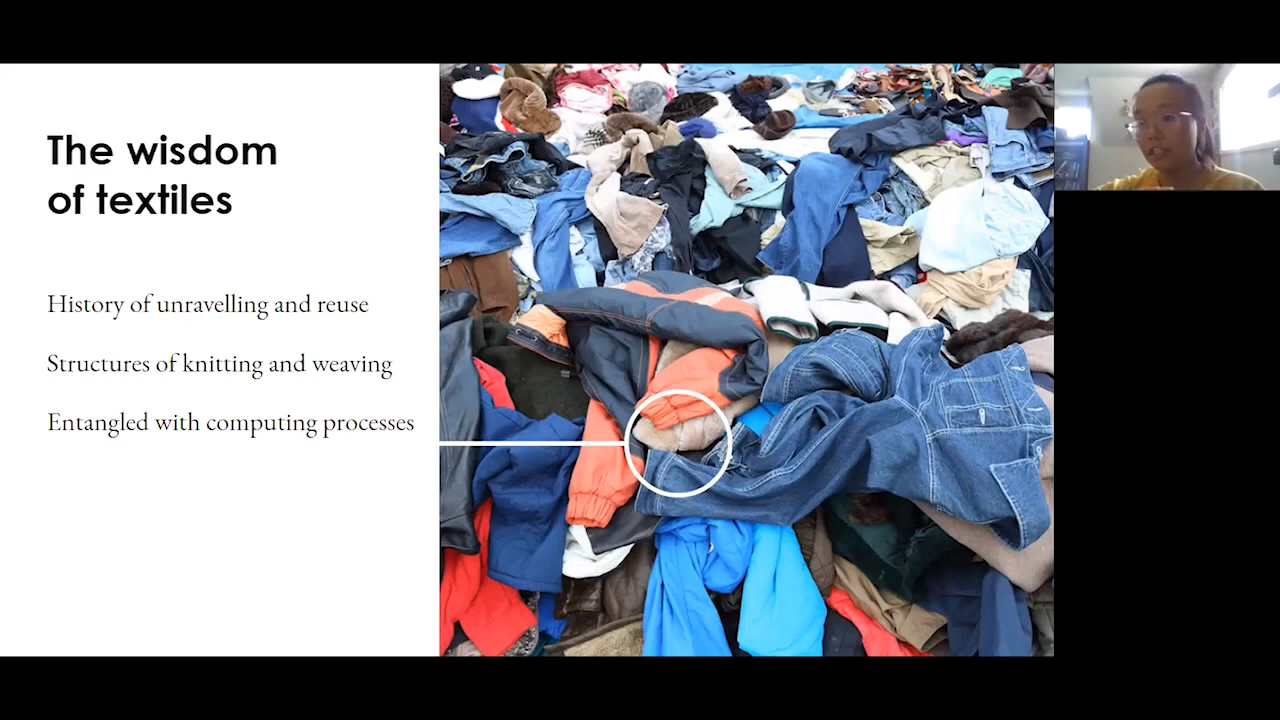 The wisdom
of textiles
History of unravelling and reuse
Structures of knitting and weaving
Entangled with computing processes